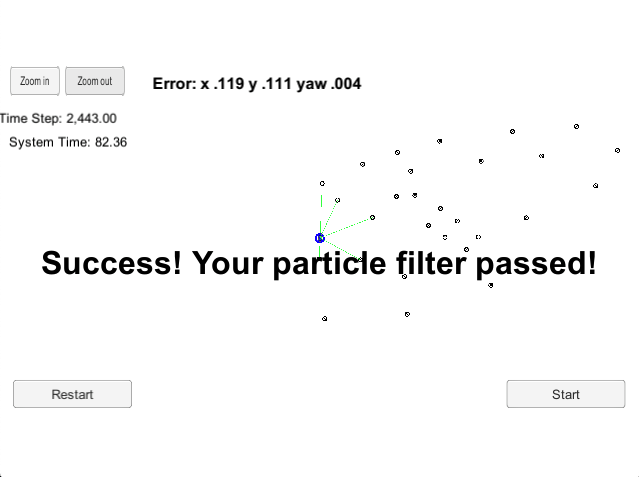 Zoom in Zoom out Error: x .119 y .111 yaw .004
Time Step: 2,443.00
System Time: 82.36
Success! Your particle filter passed!
Restart Start